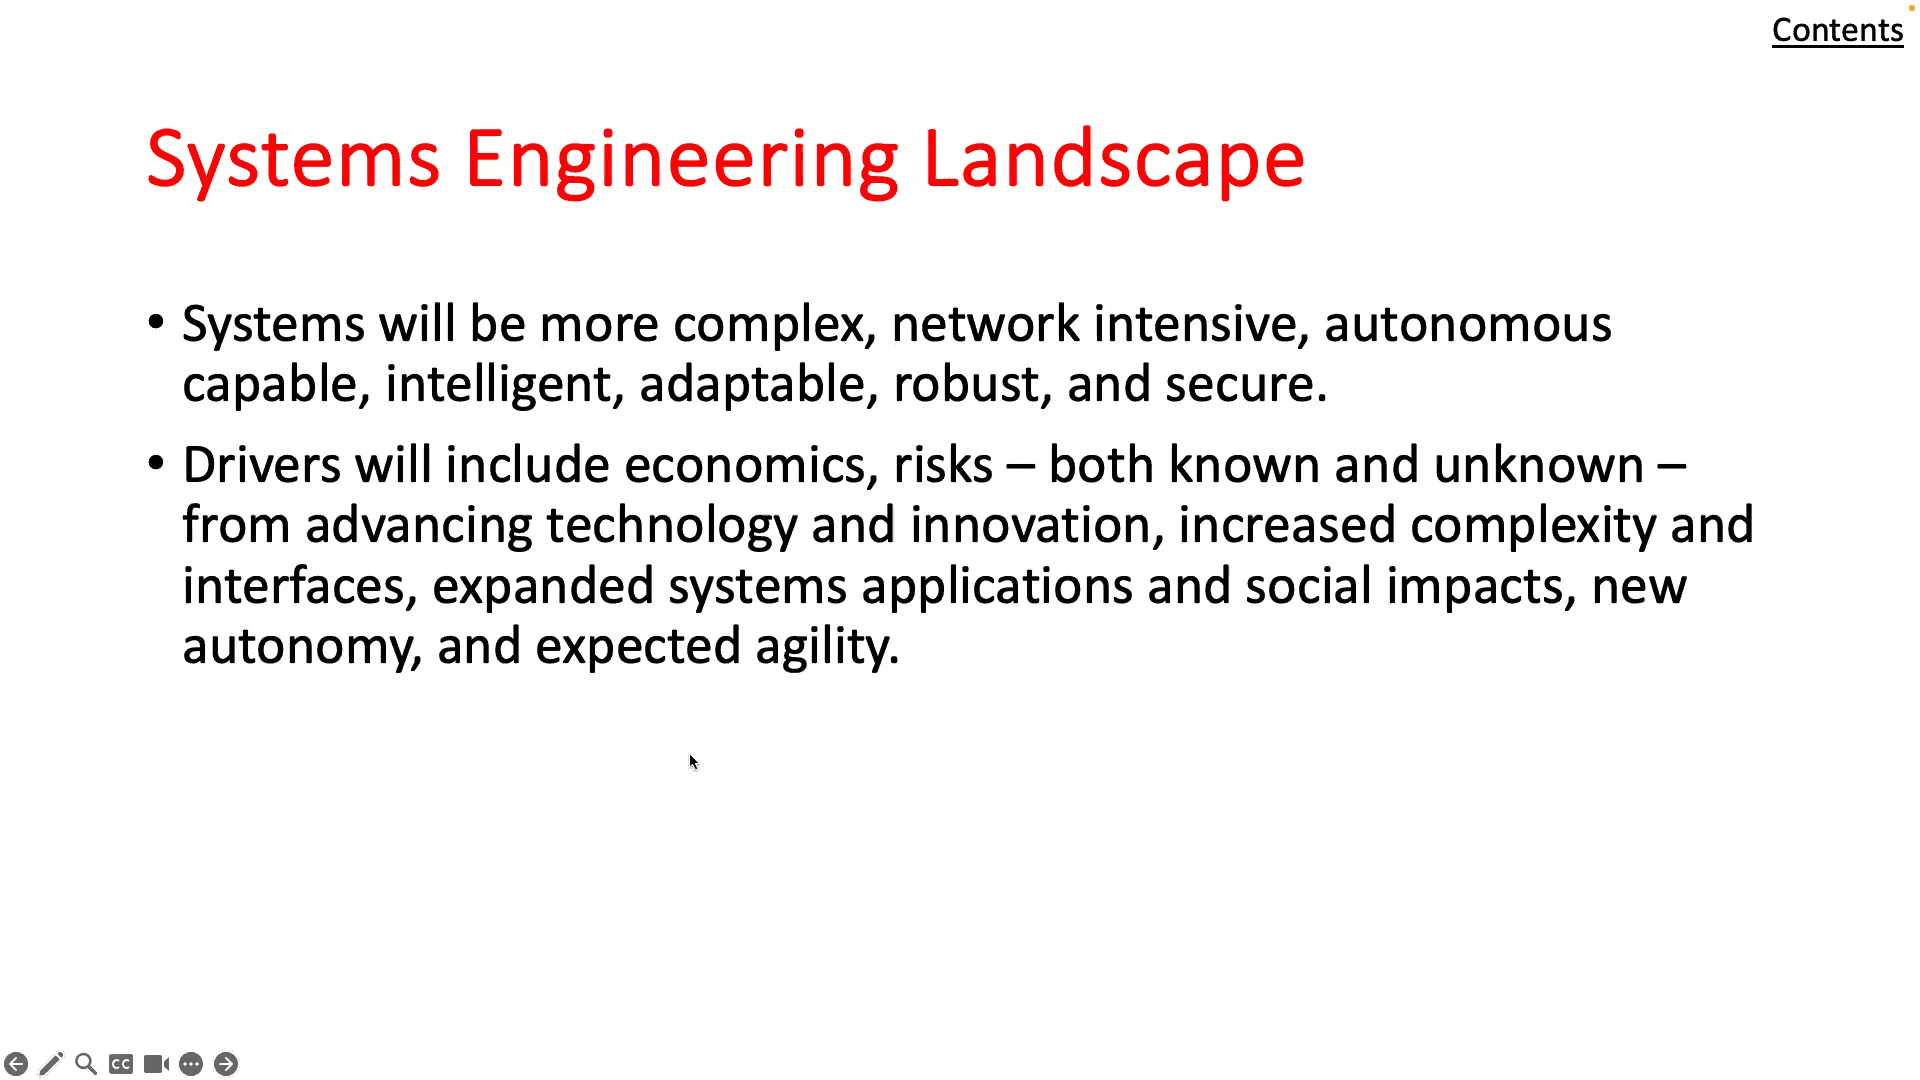 Contents
Systems Engineering Landscape
• Systems will be more complex, network intensive, autonomous
capable, intelligent, adaptable, robust, and secure.
• Drivers will include economics, risks – both known and unknown –
from advancing technology and innovation, increased complexity and
interfaces, expanded systems applications and social impacts, new
autonomy, and expected agility.
CC